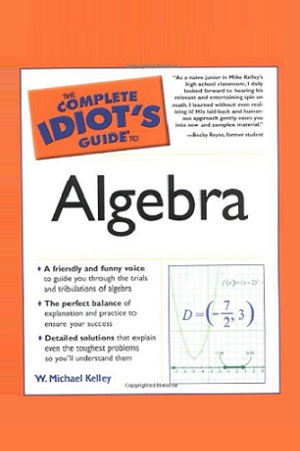 THE
COMPLETE
IDIOT'S
GUIDE TO
"As a naive junior in Mike Kelley's
high school classroom, I daily
looked forward to hearing his
relevant and entertaining spin on
math. I learned without even real-
izing it! His laid-back and human-
ous approach gently eases you
into new and complex material."
—Becky Reyno, former student
Algebra
A friendly and funny voice
to guide you through the trials
and tribulations of algebra
The perfect balance of
explanation and practice to
ensure your success
Detailed solutions that explain
even the toughest problems
so you'll understand them
D = (-7/2, 3)
W. Michael Kelley